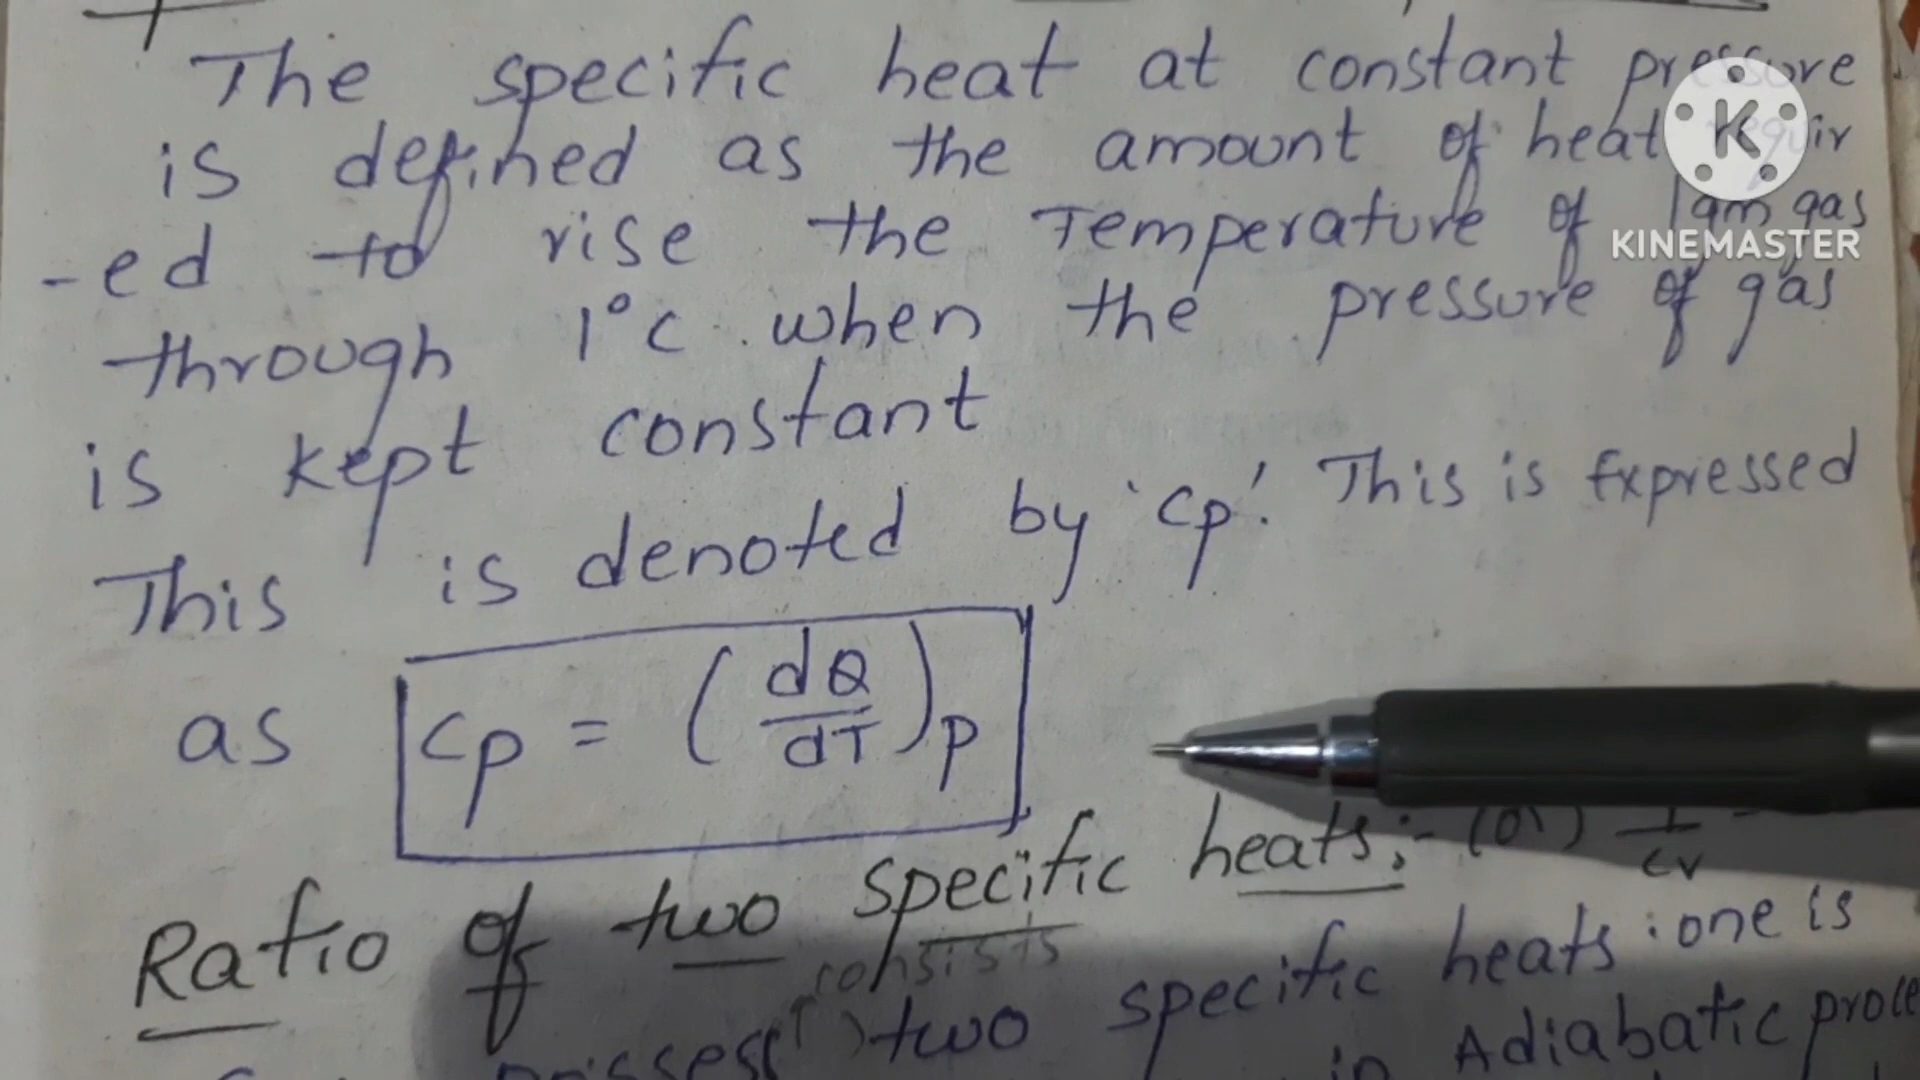 The specific heat at constant pressure
is defined as the amount of heat requir
-ed to rise the Temperature of 1gm gas
through 1°C when the pressure of gas
is kept constant
This is denoted by 'Cp'. This is Expressed
as Cp = (dQ/dT)p
Ratio of two specific heats:- (or)
consists
two specific heats: one is
in Adiabatic
K
KINEMASTER